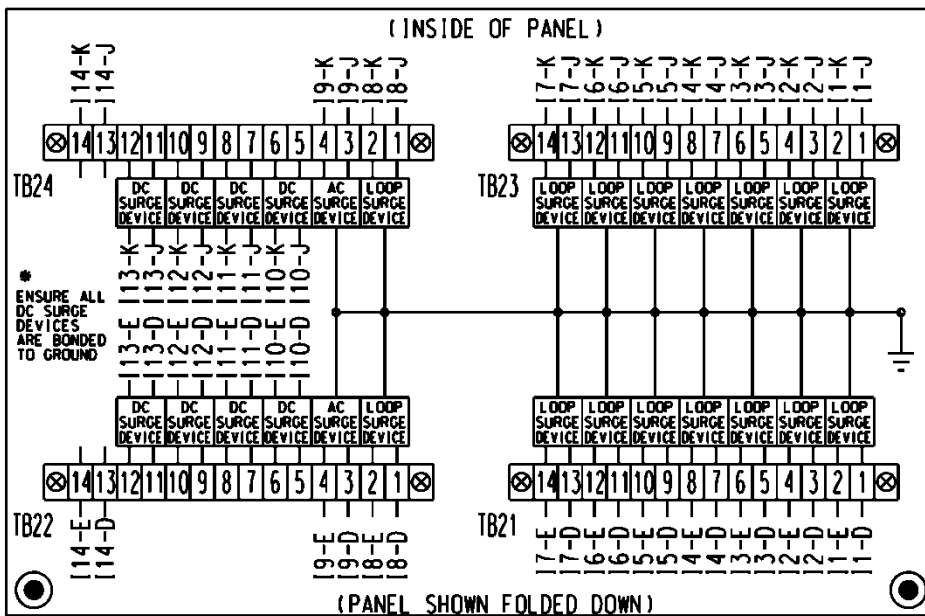 (INSIDE OF PANEL)
I14-K I14-J I9-K I9-J I8-K I8-J
I7-K I7-J I6-K I6-J I5-K I5-J I4-K I4-J I3-K I3-J I2-K I2-J I1-K I1-J
14 13 12 11 10 9 8 7 6 5 4 3 2 1
14 13 12 11 10 9 8 7 6 5 4 3 2 1
TB24
TB23
DC SURGE DEVICE
DC SURGE DEVICE
DC SURGE DEVICE
DC SURGE DEVICE
AC SURGE DEVICE
LOOP SURGE DEVICE
LOOP SURGE DEVICE
LOOP SURGE DEVICE
LOOP SURGE DEVICE
LOOP SURGE DEVICE
LOOP SURGE DEVICE
LOOP SURGE DEVICE
LOOP SURGE DEVICE
I13-K I13-J I12-K I12-J I11-K I11-J I10-K I10-J
*
ENSURE ALL
DC SURGE
DEVICES
ARE BONDED
TO GROUND
I13-E I13-D I12-E I12-D I11-E I11-D I10-E I10-D
DC SURGE DEVICE
DC SURGE DEVICE
DC SURGE DEVICE
DC SURGE DEVICE
AC SURGE DEVICE
LOOP SURGE DEVICE
LOOP SURGE DEVICE
LOOP SURGE DEVICE
LOOP SURGE DEVICE
LOOP SURGE DEVICE
LOOP SURGE DEVICE
LOOP SURGE DEVICE
LOOP SURGE DEVICE
14 13 12 11 10 9 8 7 6 5 4 3 2 1
14 13 12 11 10 9 8 7 6 5 4 3 2 1
TB22
TB21
I14-E I14-D I9-E I9-D I8-E I8-D
I7-E I7-D I6-E I6-D I5-E I5-D I4-E I4-D I3-E I3-D I2-E I2-D I1-E I1-D
(PANEL SHOWN FOLDED DOWN)